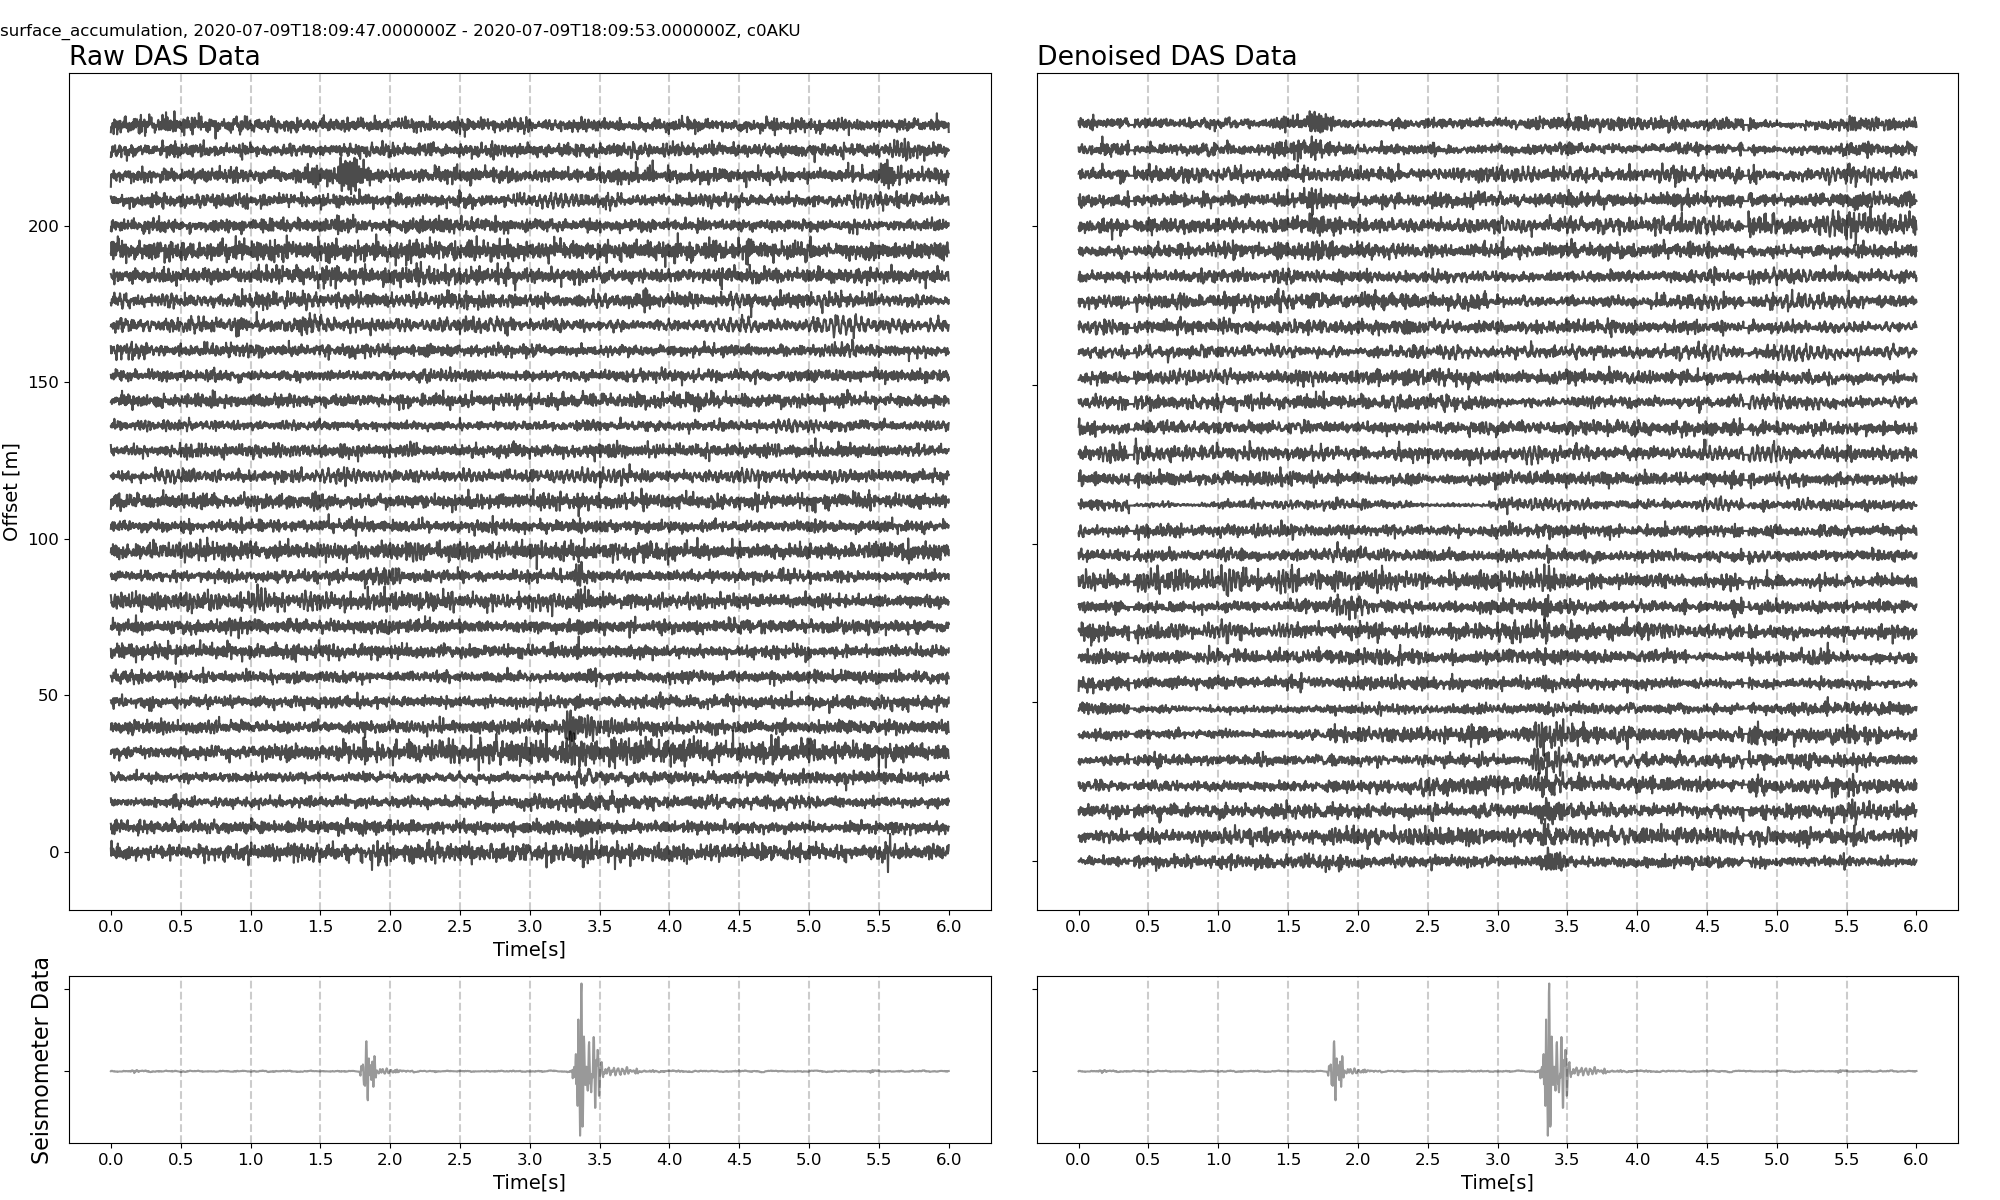 surface_accumulation, 2020-07-09T18:09:47.000000Z - 2020-07-09T18:09:53.000000Z, c0AKU
Raw DAS Data
Denoised DAS Data
Offset [m]
200
150
100
50
0
0.0 0.5 1.0 1.5 2.0 2.5 3.0 3.5 4.0 4.5 5.0 5.5 6.0
Time[s]
0.0 0.5 1.0 1.5 2.0 2.5 3.0 3.5 4.0 4.5 5.0 5.5 6.0
Seismometer Data
0.0 0.5 1.0 1.5 2.0 2.5 3.0 3.5 4.0 4.5 5.0 5.5 6.0
Time[s]
0.0 0.5 1.0 1.5 2.0 2.5 3.0 3.5 4.0 4.5 5.0 5.5 6.0
Time[s]